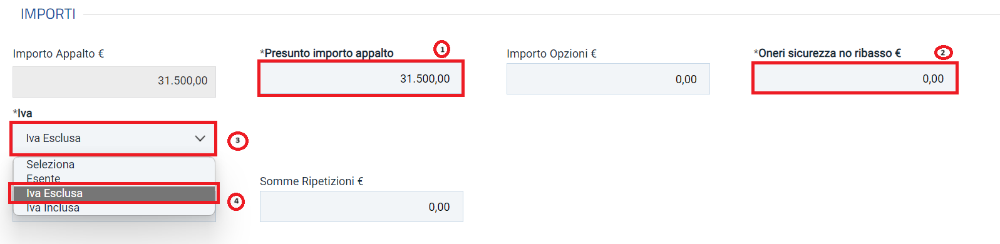 IMPORTI
Importo Appalto €
*Presunto importo appalto
1
Importo Opzioni €
*Oneri sicurezza no ribasso €
2
31.500,00
31.500,00
0,00
0,00
*Iva
Iva Esclusa
3
Seleziona
Esente
Iva Esclusa
Iva Inclusa
4
Somme Ripetizioni €
0,00